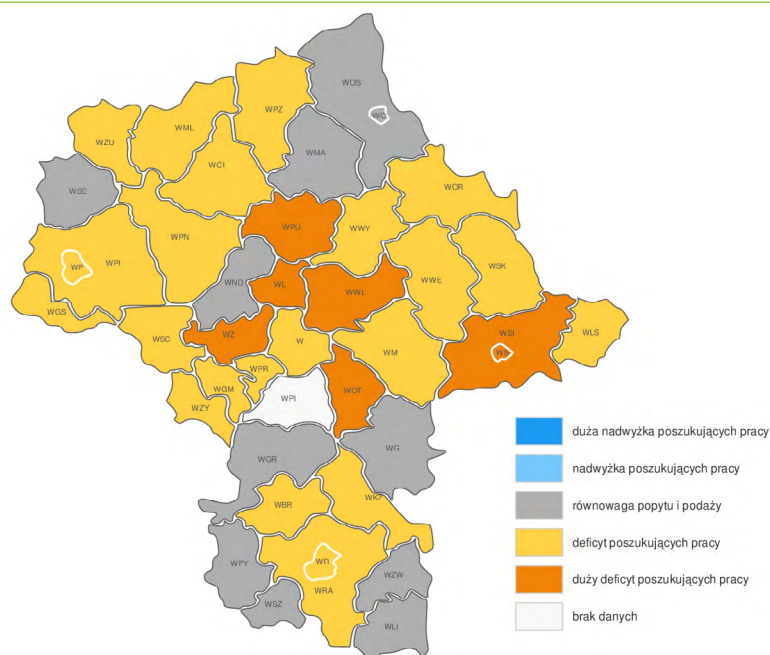 WOS
WPZ
WO
WML
WZU
WMA
WCI
WSE
WOR
WPU
WWY
WPN
WPI
WP
WSK
WWE
WND
WL
WWL
WGS
WSC
WZ
W
WSI
WLS
WS
WM
WPR
WGM
WOT
WPI
WZY
WG
WGR
WKZ
WBR
WPY
WRA
WZW
WSZ
WLI
duża nadwyżka poszukujących pracy
nadwyżka poszukujących pracy
równowaga popytu i podaży
deficyt poszukujących pracy
duży deficyt poszukujących pracy
brak danych